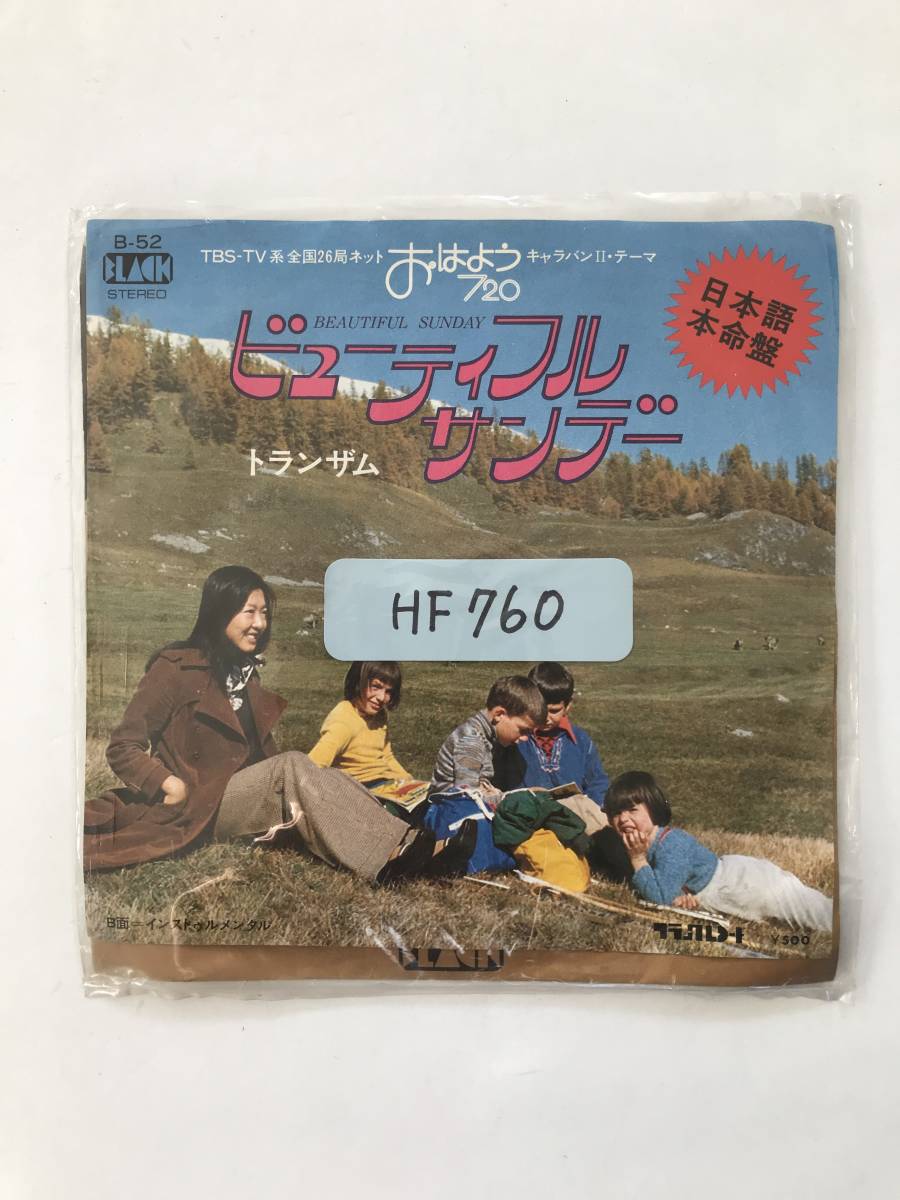 B-52
BLACK
STEREO
TBS-TV系全国26局ネット おはよう720 キャラバンII・テーマ
BEAUTIFUL SUNDAY
ビューティフル
サンデー
トランザム
日本語
本命盤
HF 760
B面=インストゥルメンタル
ブラックレコード ¥500
BLACK